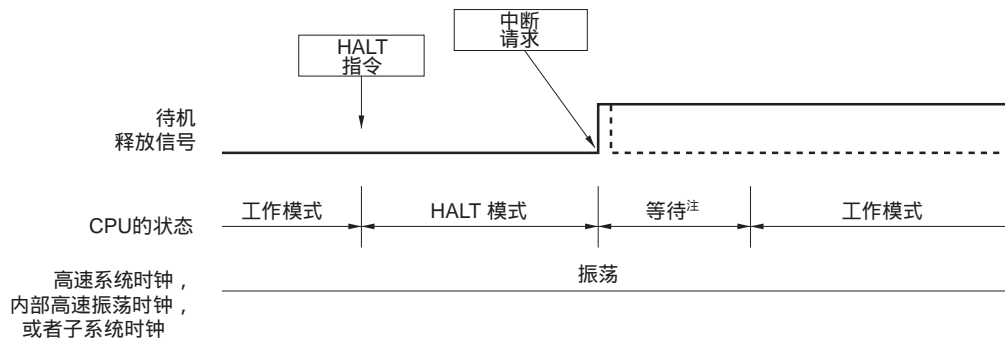 HALT
指令
中断
请求
待机
释放信号
CPU的状态
工作模式
HALT 模式
等待注
工作模式
高速系统时钟，
内部高速振荡时钟，
或者子系统时钟
振荡